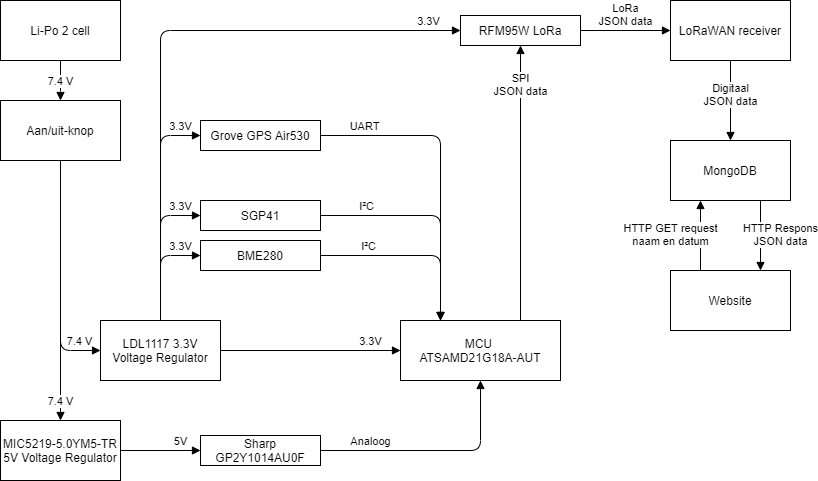 Li-Po 2 cell
7.4 V
Aan/uit-knop
3.3V
RFM95W LoRa
LoRa
JSON data
LoRaWAN receiver
SPI
JSON data
Digitaal
JSON data
3.3V
Grove GPS Air530
UART
MongoDB
3.3V
SGP41
I²C
3.3V
BME280
I²C
HTTP GET request
naam en datum
HTTP Respons
JSON data
Website
7.4 V
LDL1117 3.3V
Voltage Regulator
3.3V
MCU
ATSAMD21G18A-AUT
7.4 V
MIC5219-5.0YM5-TR
5V Voltage Regulator
5V
Sharp
GP2Y1014AU0F
Analoog